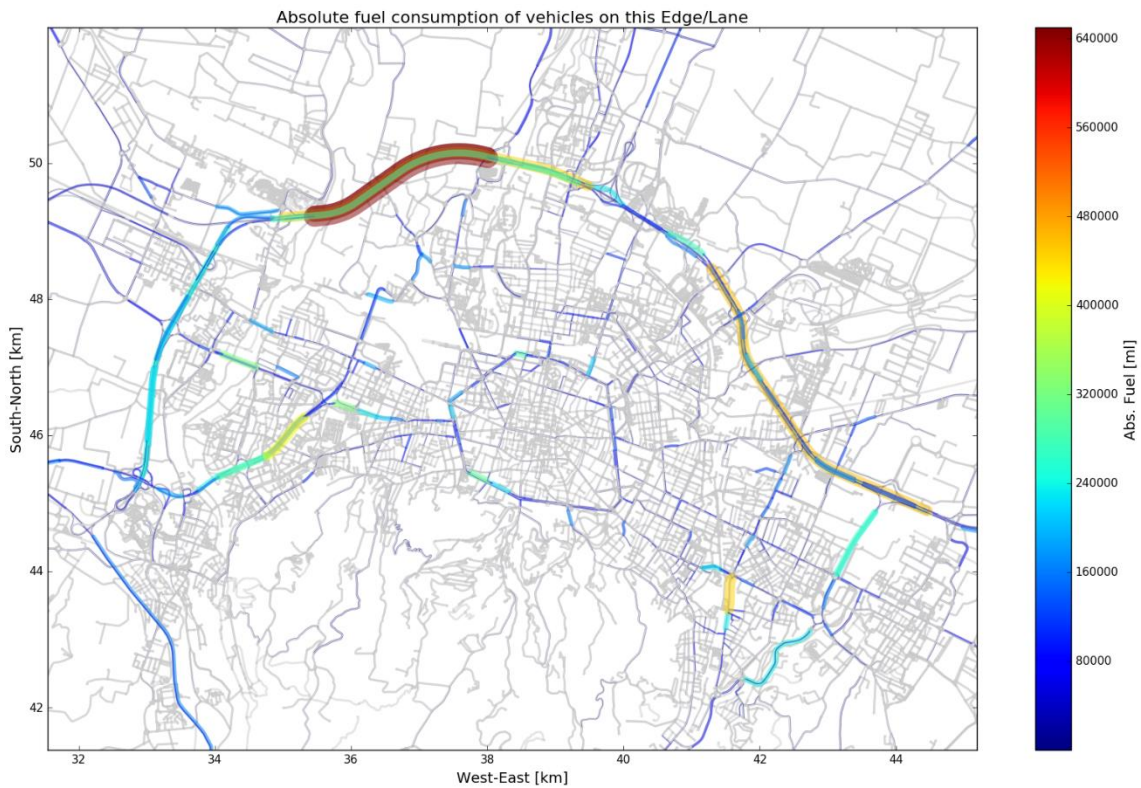 Absolute fuel consumption of vehicles on this Edge/Lane
640000
560000
480000
400000
320000
240000
160000
80000
Abs. Fuel [ml]
50
48
46
44
42
South-North [km]
32 34 36 38 40 42 44
West-East [km]